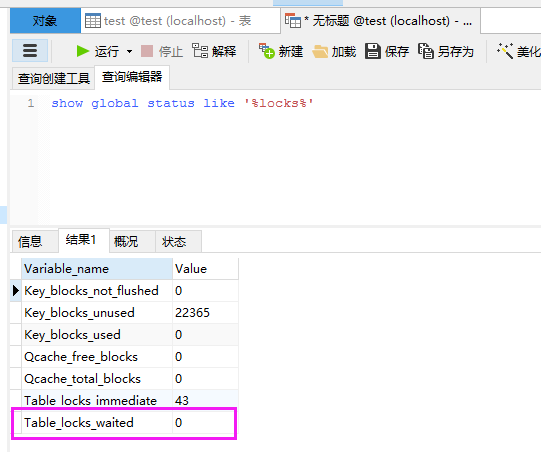 对象
test @test (localhost) - 表
* 无标题 @test (localhost) - ...
运行
停止
解释
新建
加载
保存
另存为
美化
查询创建工具
查询编辑器
1 show global status like '%locks%'
信息
结果1
概况
状态
Variable_name Value
Key_blocks_not_flushed 0
Key_blocks_unused 22365
Key_blocks_used 0
Qcache_free_blocks 0
Qcache_total_blocks 0
Table_locks_immediate 43
Table_locks_waited 0